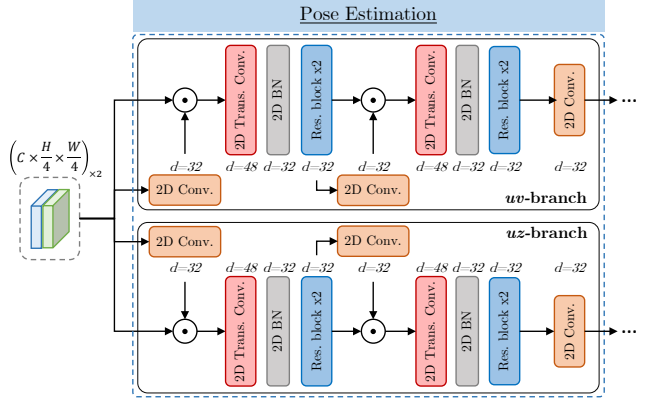 Pose Estimation
2D Trans. Conv.
2D BN
Res. block x2
2D Trans. Conv.
2D BN
Res. block x2
2D Conv.
...
(C × H/4 × W/4)×2
d=32 d=48 d=32 d=32 d=32 d=48 d=32 d=32 d=32
2D Conv.
2D Conv.
uv-branch
uz-branch
2D Conv.
2D Conv.
d=32 d=48 d=32 d=32 d=32 d=48 d=32 d=32 d=32
2D Trans. Conv.
2D BN
Res. block x2
2D Trans. Conv.
2D BN
Res. block x2
2D Conv.
...